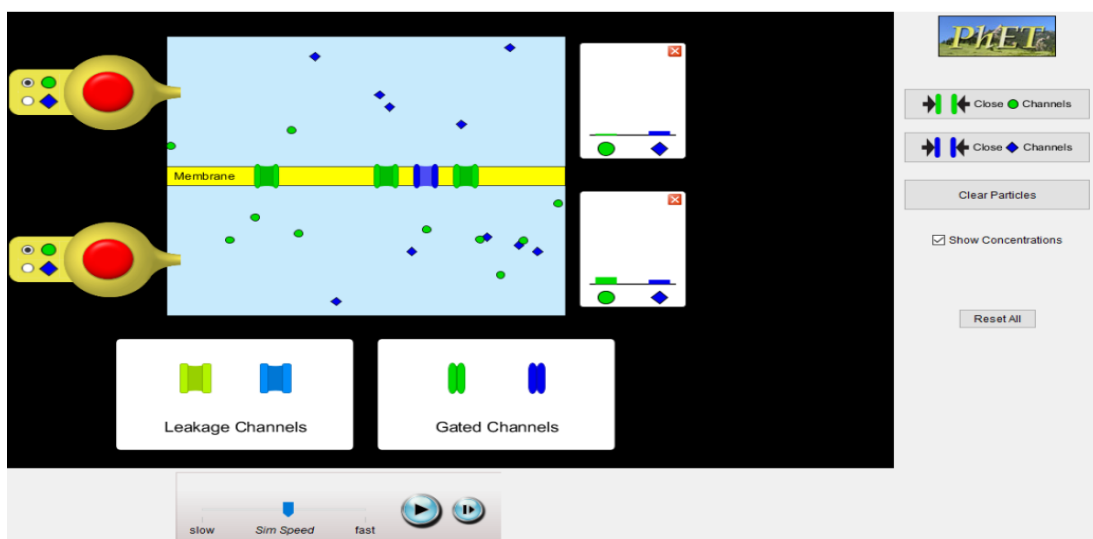 PhET
Close Channels
Close Channels
Membrane
Clear Particles
Show Concentrations
Reset All
Leakage Channels
Gated Channels
slow
Sim Speed
fast